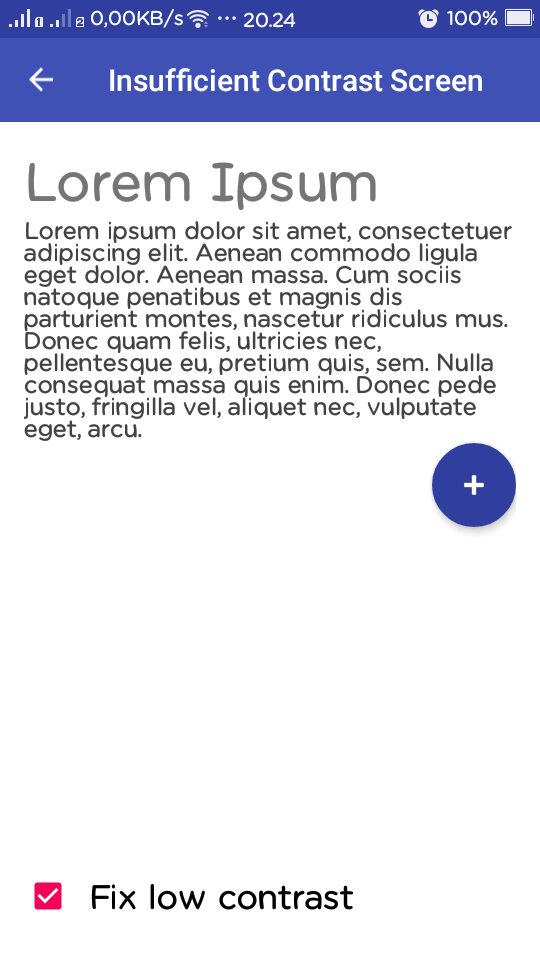 0,00KB/s ... 20.24 100%
Insufficient Contrast Screen
Lorem Ipsum
Lorem ipsum dolor sit amet, consectetuer
adipiscing elit. Aenean commodo ligula
eget dolor. Aenean massa. Cum sociis
natoque penatibus et magnis dis
parturient montes, nascetur ridiculus mus.
Donec quam felis, ultricies nec,
pellentesque eu, pretium quis, sem. Nulla
consequat massa quis enim. Donec pede
justo, fringilla vel, aliquet nec, vulputate
eget, arcu.
+
Fix low contrast